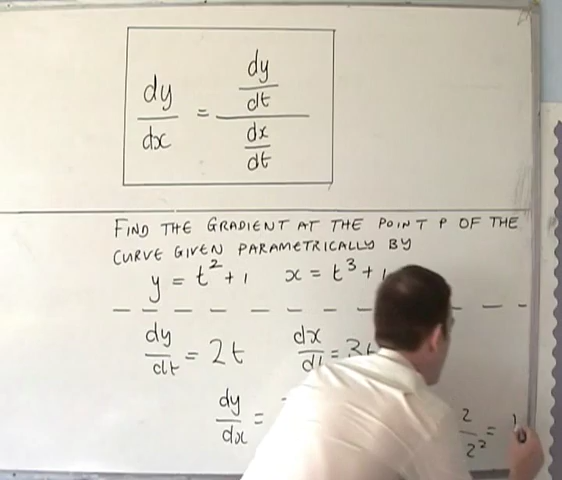 dy/dx = dy/dt / dx/dt
FIND THE GRADIENT AT THE POINT P OF THE
CURVE GIVEN PARAMETRICALLY BY
y = t² + 1 x = t³ + 1
dy/dt = 2t dx/dt = 3t
dy/dx = 2/2² = 1